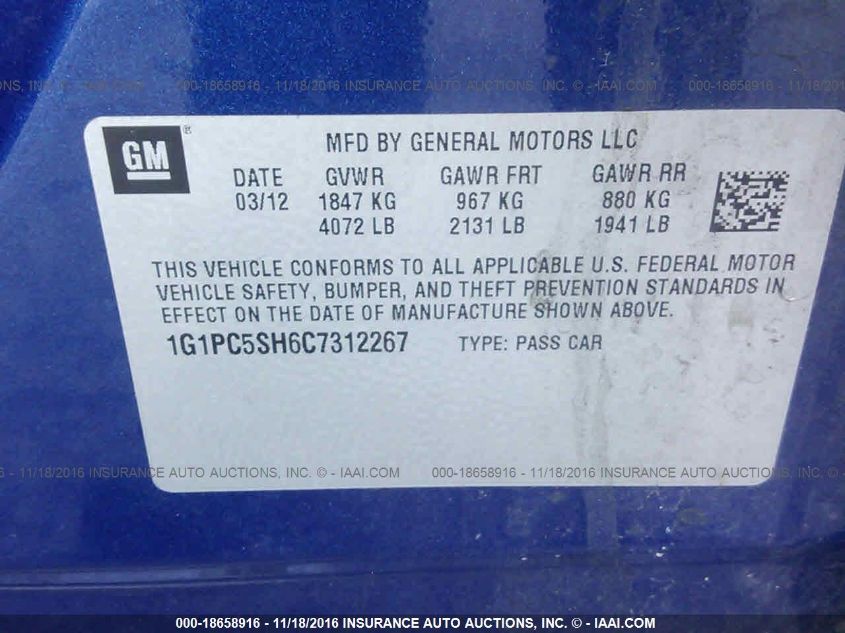 000-18658916 - 11/18/2016 INSURANCE AUTO AUCTIONS, INC. © - IAAI.COM
GM®
MFD BY GENERAL MOTORS LLC
DATE GVWR GAWR FRT GAWR RR
03/12 1847 KG 967 KG 880 KG
4072 LB 2131 LB 1941 LB
THIS VEHICLE CONFORMS TO ALL APPLICABLE U.S. FEDERAL MOTOR
VEHICLE SAFETY, BUMPER, AND THEFT PREVENTION STANDARDS IN
EFFECT ON THE DATE OF MANUFACTURE SHOWN ABOVE.
1G1PC5SH6C7312267 TYPE: PASS CAR
000-18658916 - 11/18/2016 INSURANCE AUTO AUCTIONS, INC. © - IAAI.COM
000-18658916 - 11/18/2016 INSURANCE AUTO AUCTIONS, INC. © - IAAI.COM